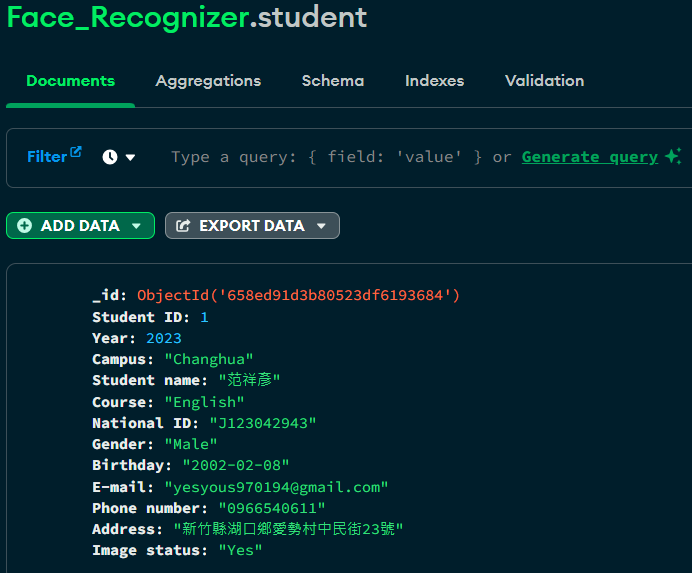 Face_Recognizer.student
Documents Aggregations Schema Indexes Validation
Filter Type a query: { field: 'value' } or Generate query
ADD DATA EXPORT DATA
_id: ObjectId('658ed91d3b80523df6193684')
Student ID: 1
Year: 2023
Campus: "Changhua"
Student name: "范祥彥"
Course: "English"
National ID: "J123042943"
Gender: "Male"
Birthday: "2002-02-08"
E-mail: "yesyous970194@gmail.com"
Phone number: "0966540611"
Address: "新竹縣湖口鄉愛勢村中民街23號"
Image status: "Yes"